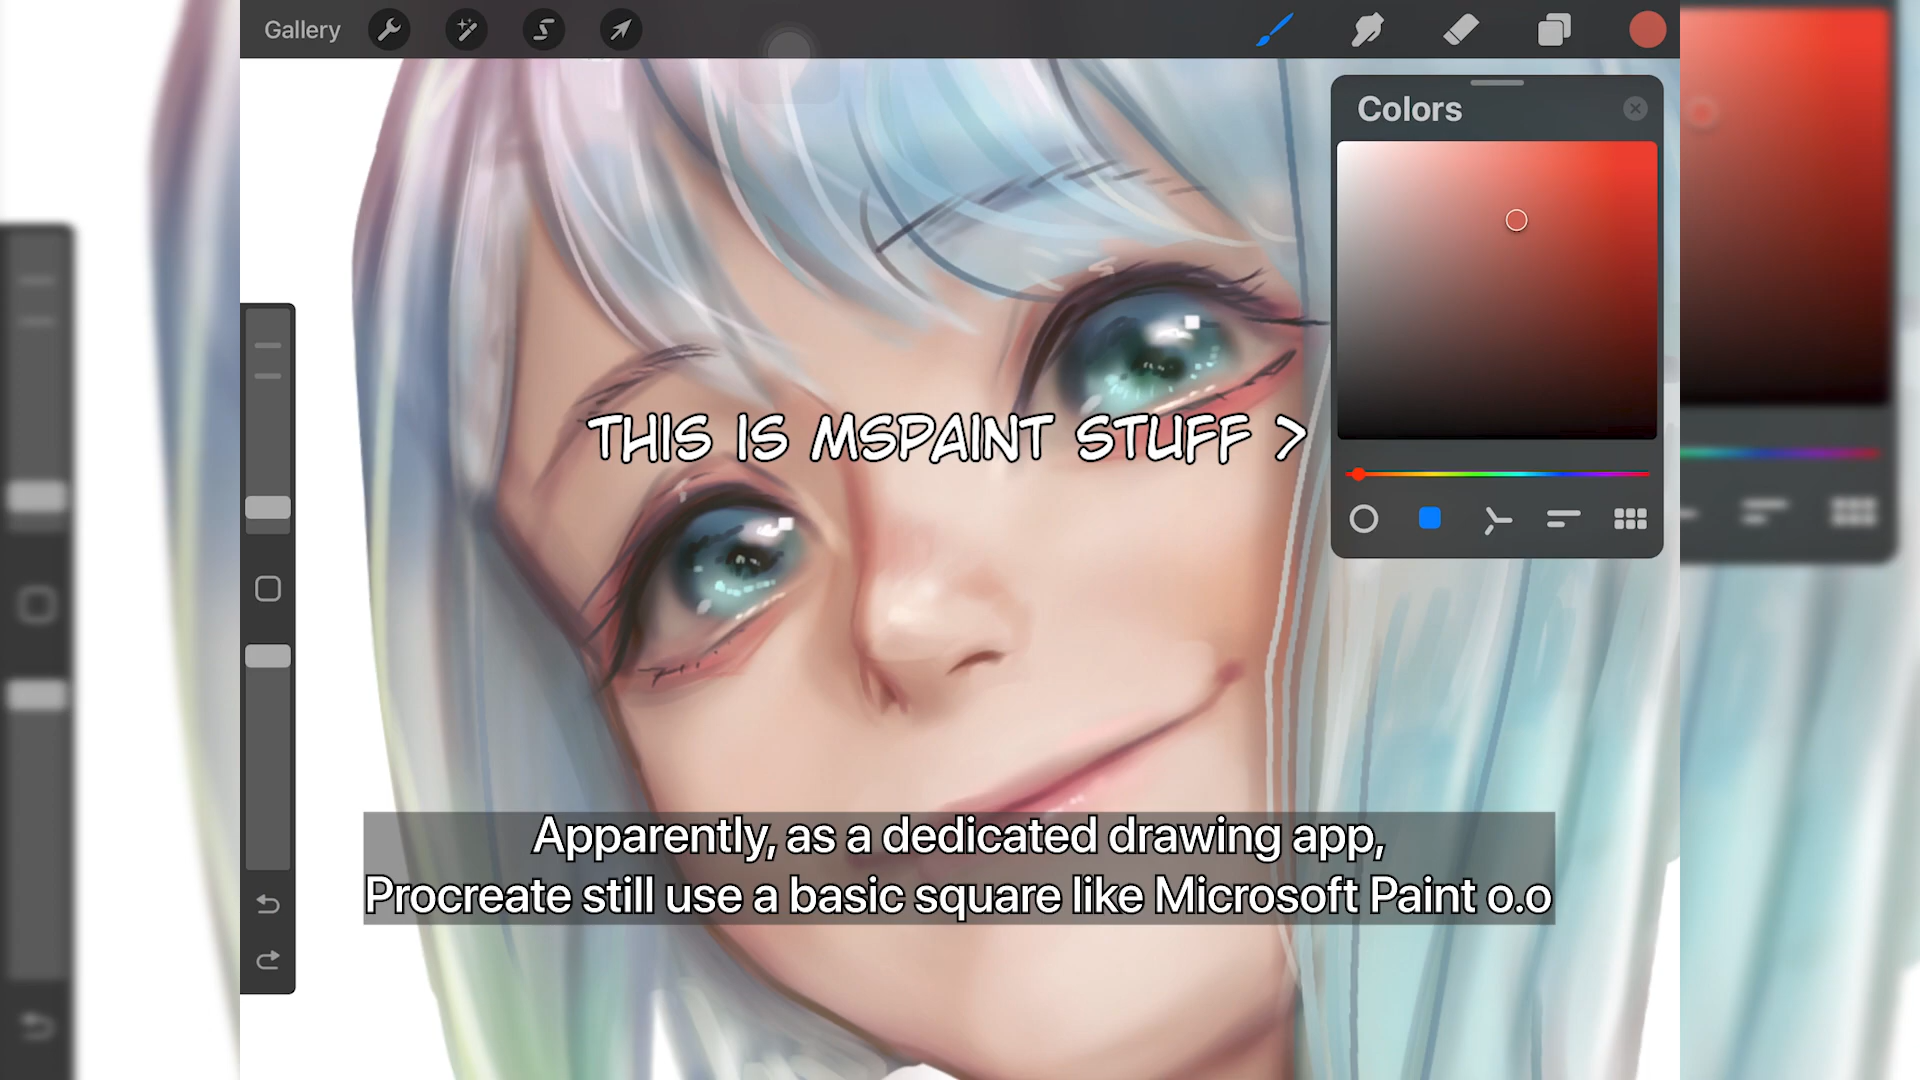 Gallery
Colors
THIS IS MSPAINT STUFF >
Apparently, as a dedicated drawing app,
Procreate still use a basic square like Microsoft Paint o.o